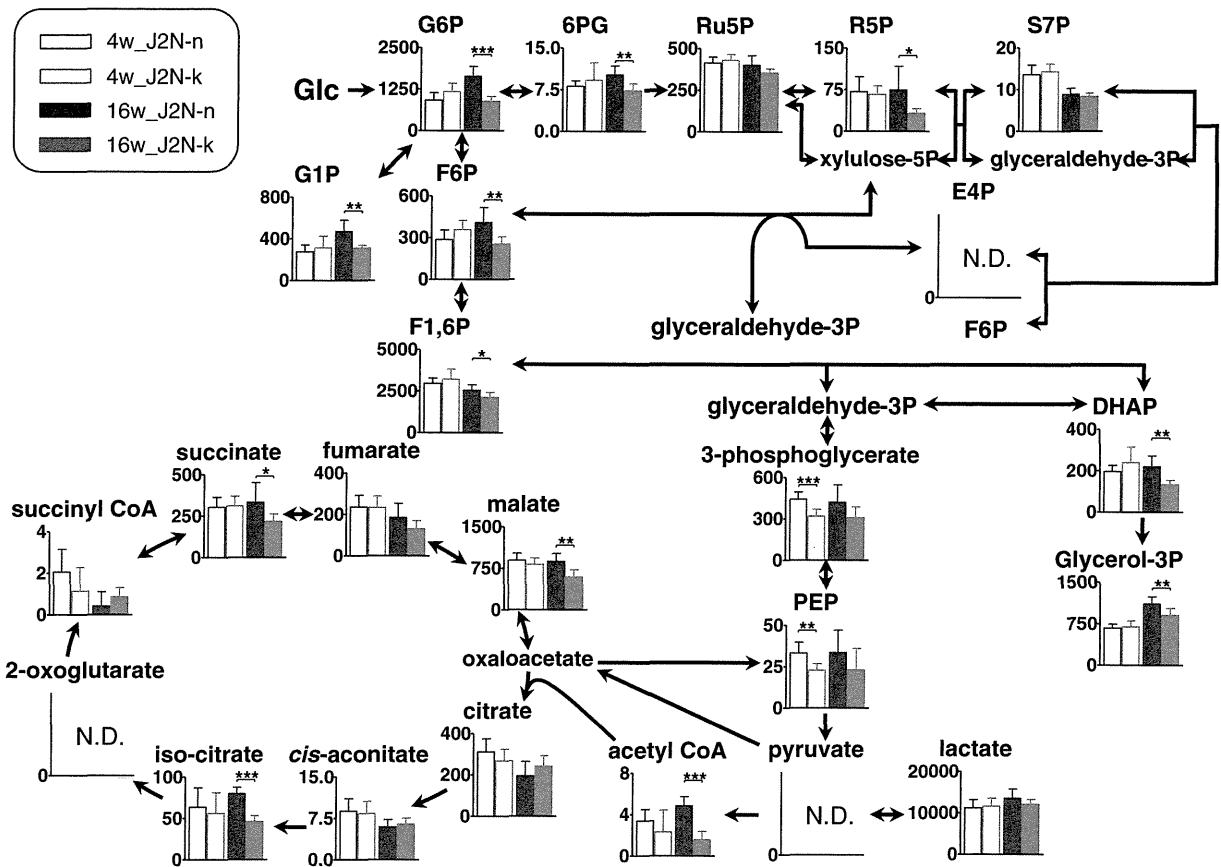 4w_J2N-n
4w_J2N-k
16w_J2N-n
16w_J2N-k
Glc
G6P
2500
1250
0
***
6PG
15.0
7.5
0.0
**
Ru5P
500
250
0
R5P
150
75
0
*
S7P
20
10
0
xylulose-5P
glyceraldehyde-3P
G1P
800
400
0
**
F6P
600
300
0
**
E4P
N.D.
0
glyceraldehyde-3P
F6P
F1,6P
5000
2500
0
*
glyceraldehyde-3P
DHAP
400
200
0
**
succinate
500
250
0
*
fumarate
400
200
0
3-phosphoglycerate
600
300
0
***
succinyl CoA
4
2
0
malate
1500
750
0
**
Glycerol-3P
1500
750
0
**
PEP
50
25
0
**
2-oxoglutarate
N.D.
0
oxaloacetate
citrate
400
200
0
iso-citrate
100
50
0
***
cis-aconitate
15.0
7.5
0.0
acetyl CoA
8
4
0
***
pyruvate
N.D.
0
lactate
20000
10000
0